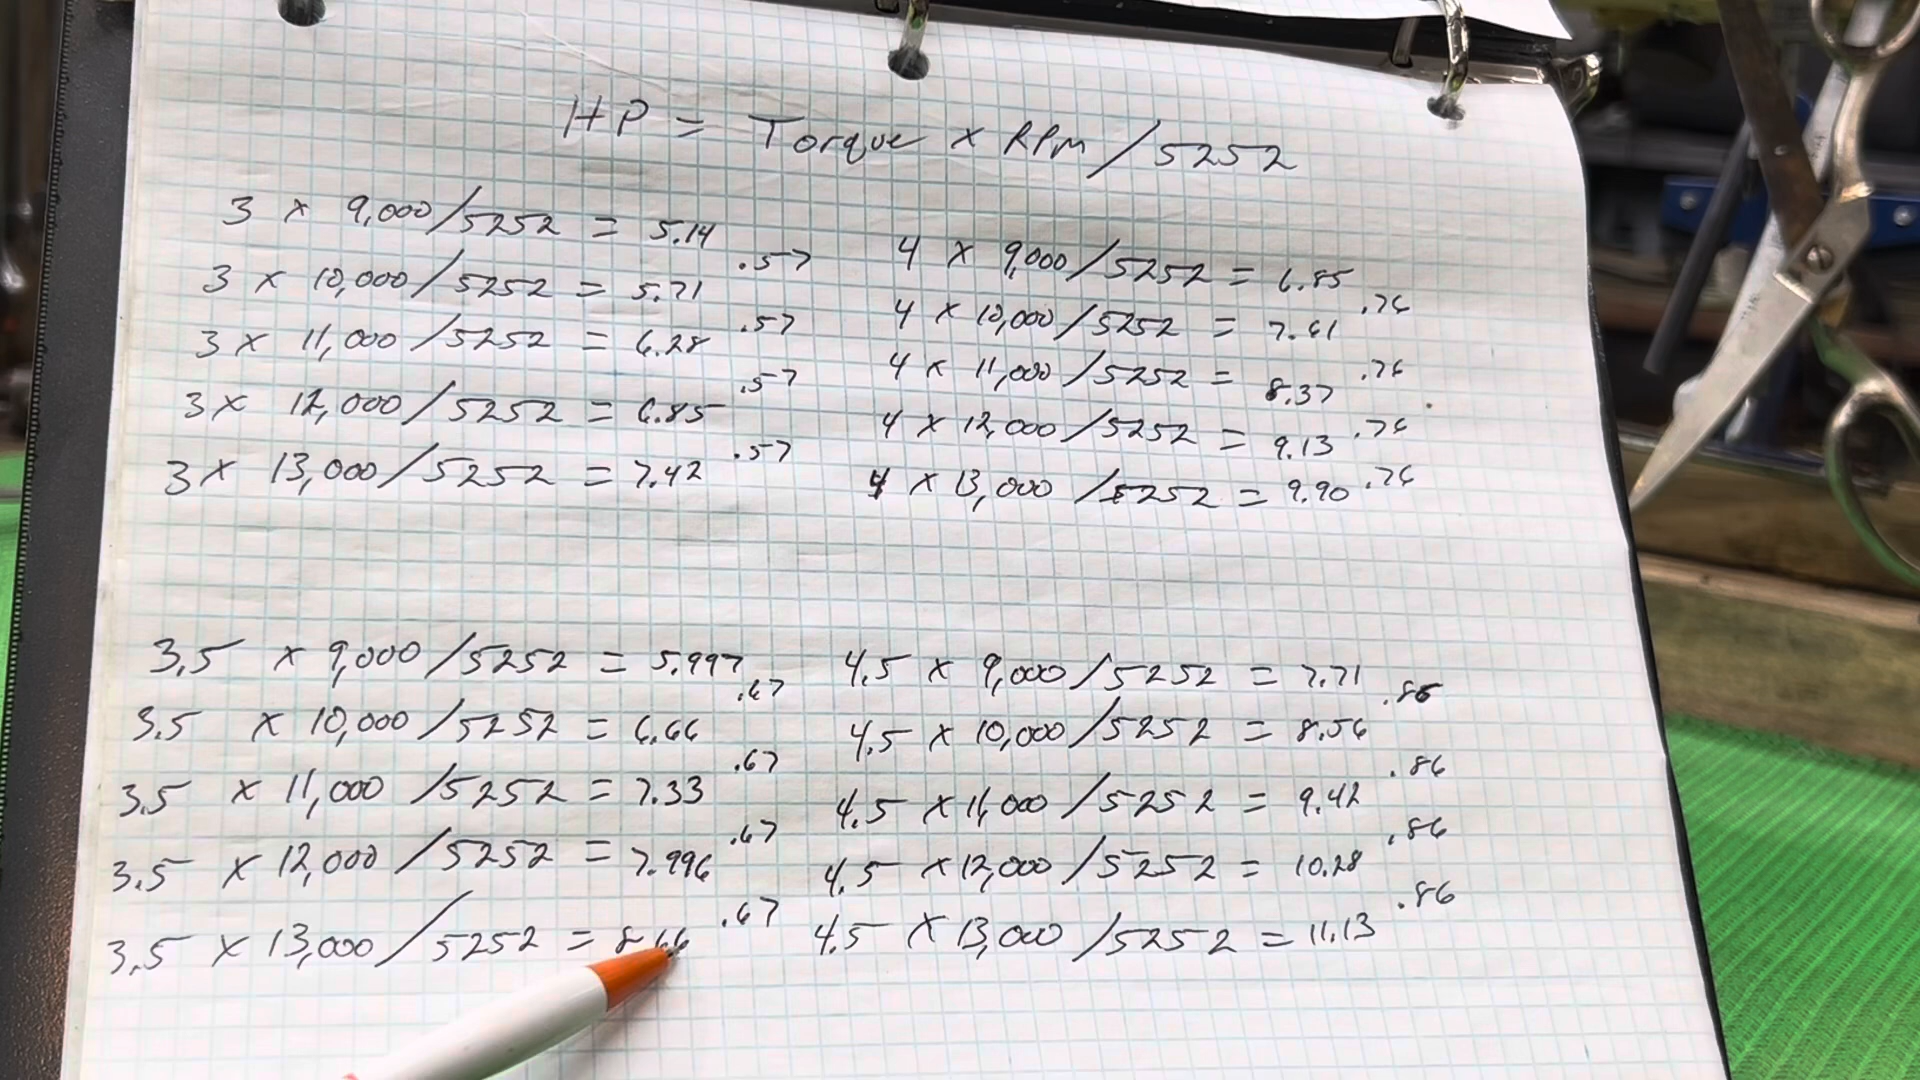 HP = Torque x RPM / 5252
3 x 9,000 / 5252 = 5.14
.57
3 x 10,000 / 5252 = 5.71
.57
3 x 11,000 / 5252 = 6.28
.57
3 x 12,000 / 5252 = 6.85
.57
3 x 13,000 / 5252 = 7.42
4 x 9,000 / 5252 = 6.85
.76
4 x 10,000 / 5252 = 7.61
.76
4 x 11,000 / 5252 = 8.37
.76
4 x 12,000 / 5252 = 9.13
.76
4 x 13,000 / 5252 = 9.90
3.5 x 9,000 / 5252 = 5.997
.67
3.5 x 10,000 / 5252 = 6.66
.67
3.5 x 11,000 / 5252 = 7.33
.67
3.5 x 12,000 / 5252 = 7.996
.67
3.5 x 13,000 / 5252 = 8.66
4.5 x 9,000 / 5252 = 7.71
.86
4.5 x 10,000 / 5252 = 8.56
.86
4.5 x 11,000 / 5252 = 9.42
.86
4.5 x 12,000 / 5252 = 10.28
.86
4.5 x 13,000 / 5252 = 11.13